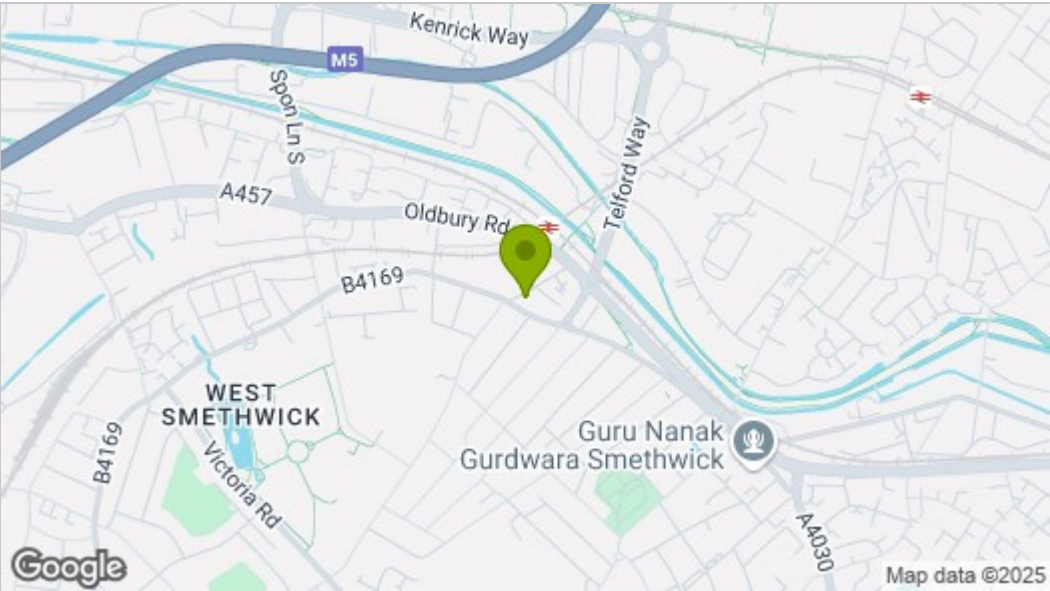 Kenrick Way
M5
Spon Ln S
Telford Way
A457
Oldbury Rd
B4169
WEST
SMETHWICK
B4169
Victoria Rd
Guru Nanak
Gurdwara Smethwick
A4030
Google
Map data ©2025